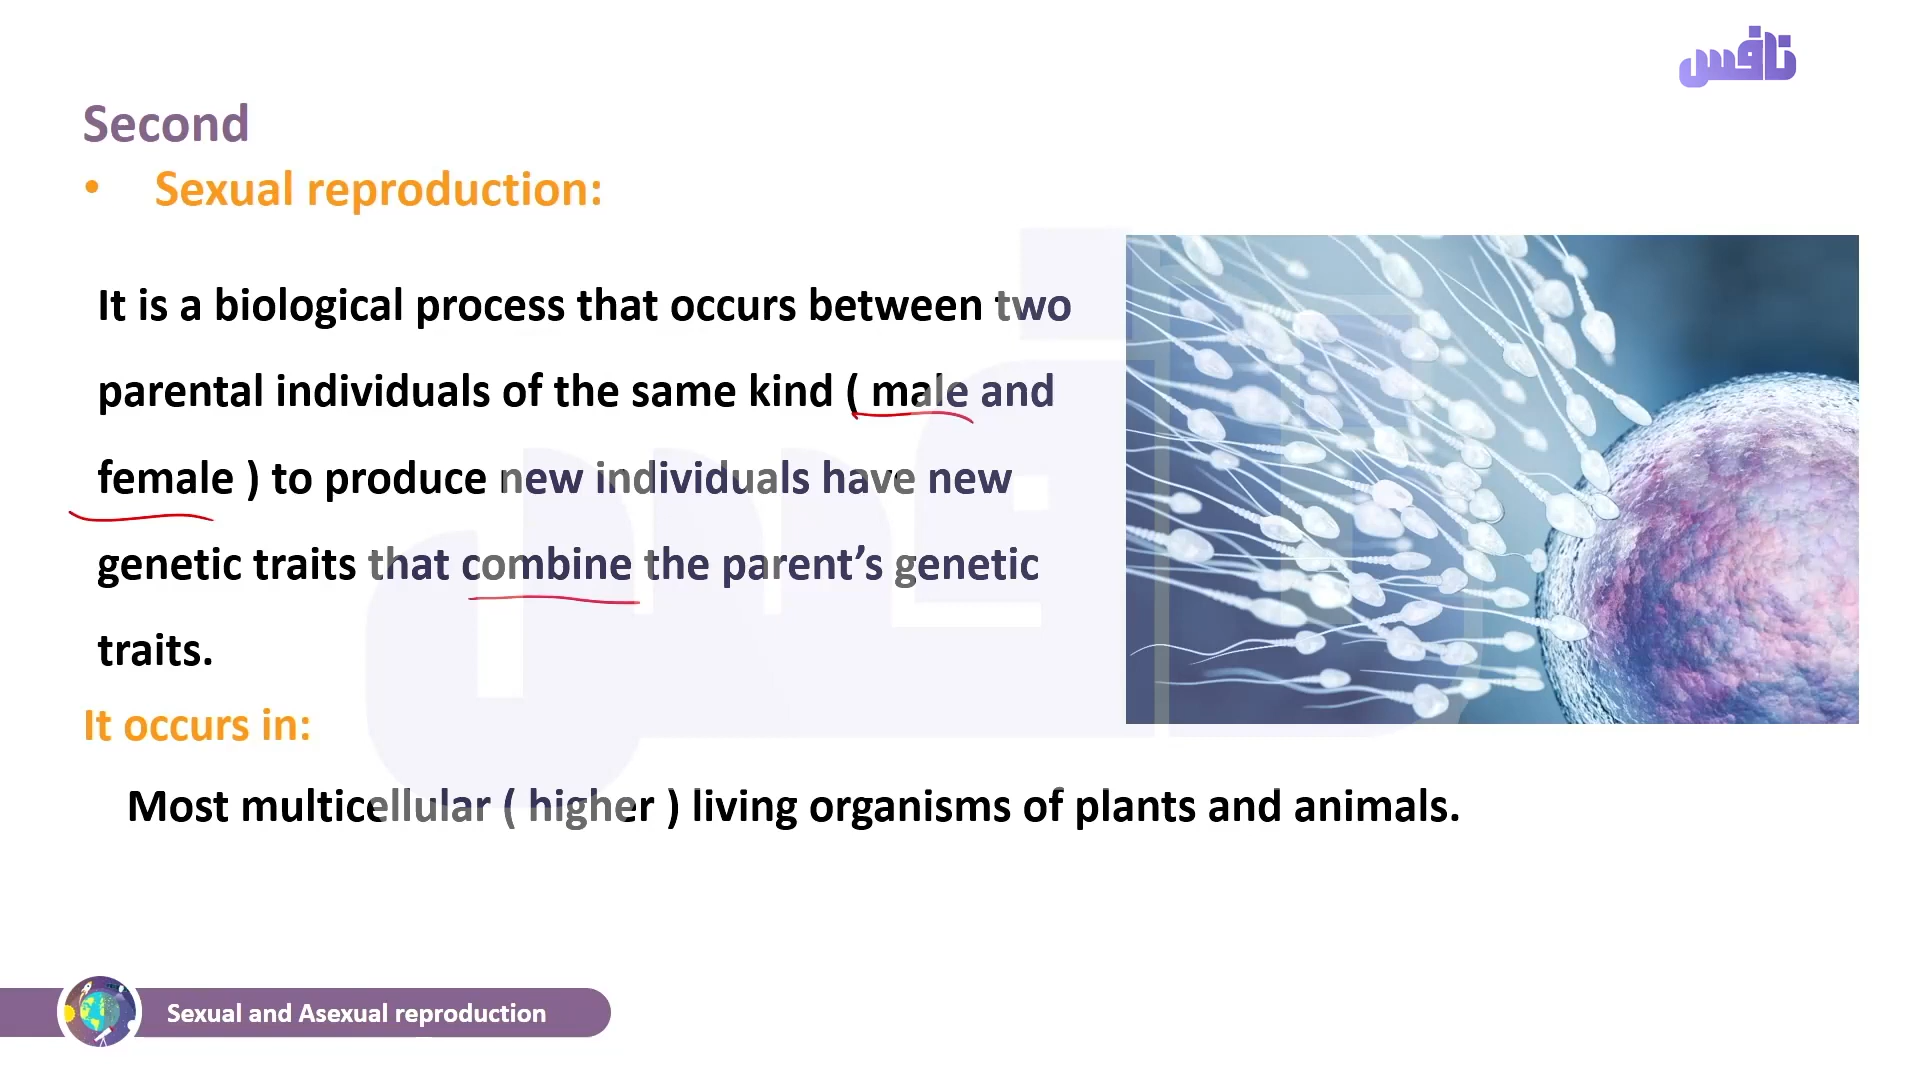 نافس
Second
• Sexual reproduction:
It is a biological process that occurs between two
parental individuals of the same kind ( male and
female ) to produce new individuals have new
genetic traits that combine the parent’s genetic
traits.
It occurs in:
Most multicellular ( higher ) living organisms of plants and animals.
Sexual and Asexual reproduction